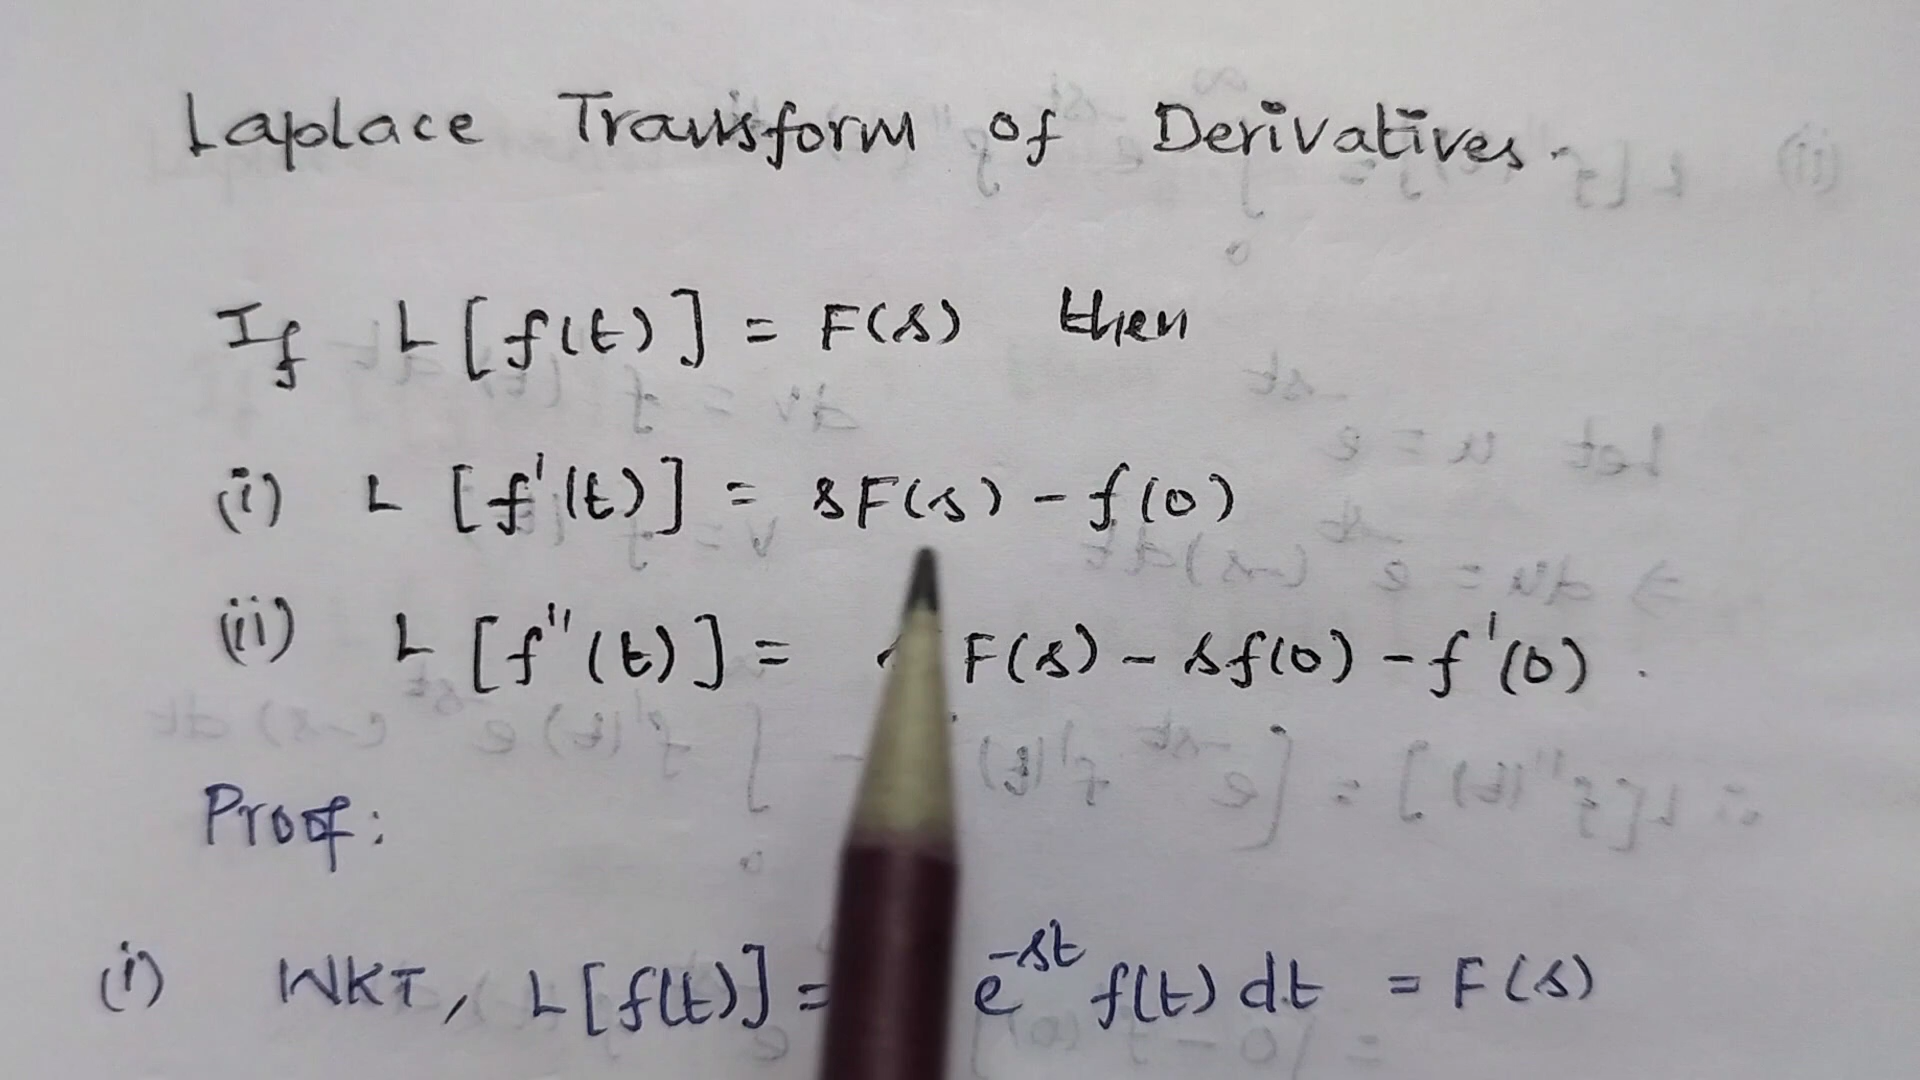 Laplace Transform of Derivatives.
If L[f(t)] = F(s) then
(i) L [f'(t)] = sF(s) - f(0)
(ii) L [f"(t)] = F(s) - sf(0) - f'(0).
Proof:
(i) WKT, L[f(t)] = e^-st f(t) dt = F(s)